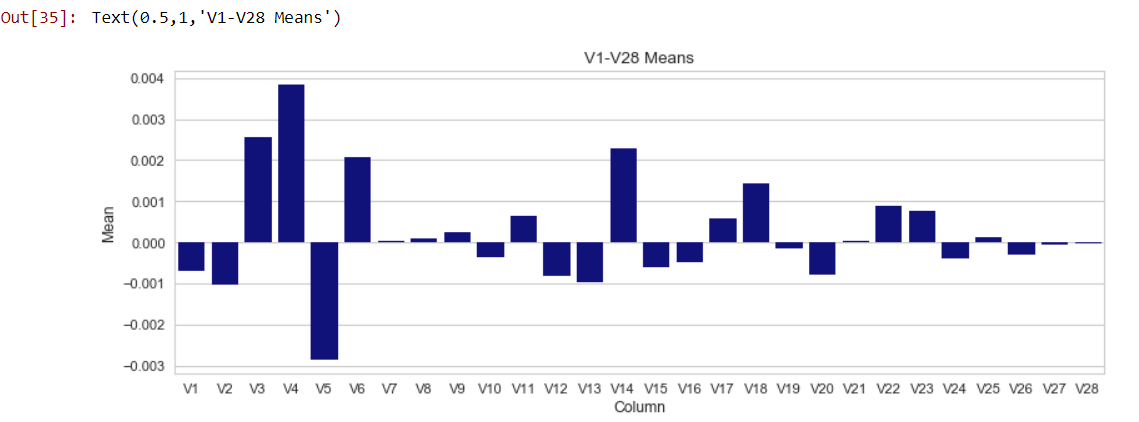 Out[35]: Text(0.5,1,'V1-V28 Means')
V1-V28 Means
0.004
0.003
0.002
0.001
0.000
−0.001
−0.002
−0.003
Mean
V1 V2 V3 V4 V5 V6 V7 V8 V9 V10 V11 V12 V13 V14 V15 V16 V17 V18 V19 V20 V21 V22 V23 V24 V25 V26 V27 V28
Column